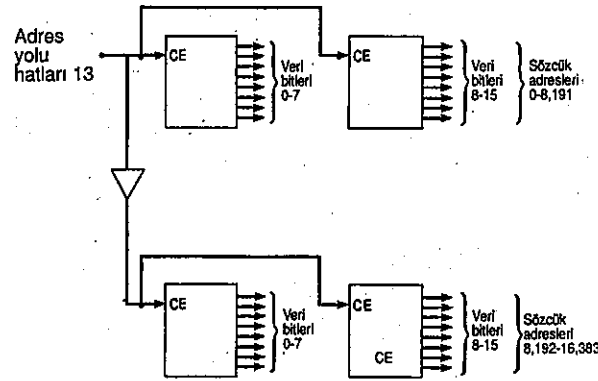 Adres
yolu
hatları 13
CE
Veri
bitleri
0-7
CE
Veri
bitleri
8-15
Sözcük
adresleri
0-8,191
CE
Veri
bitleri
0-7
CE
CE
Veri
bitleri
8-15
Sözcük
adresleri
8,192-16,383